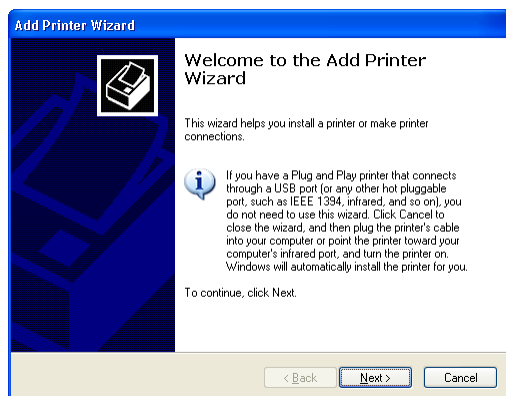 Add Printer Wizard
Welcome to the Add Printer
Wizard
This wizard helps you install a printer or make printer
connections.
If you have a Plug and Play printer that connects
through a USB port (or any other hot pluggable
port, such as IEEE 1394, infrared, and so on), you
do not need to use this wizard. Click Cancel to
close the wizard, and then plug the printer's cable
into your computer or point the printer toward your
computer's infrared port, and turn the printer on.
Windows will automatically install the printer for you.
To continue, click Next.
< Back Next > Cancel